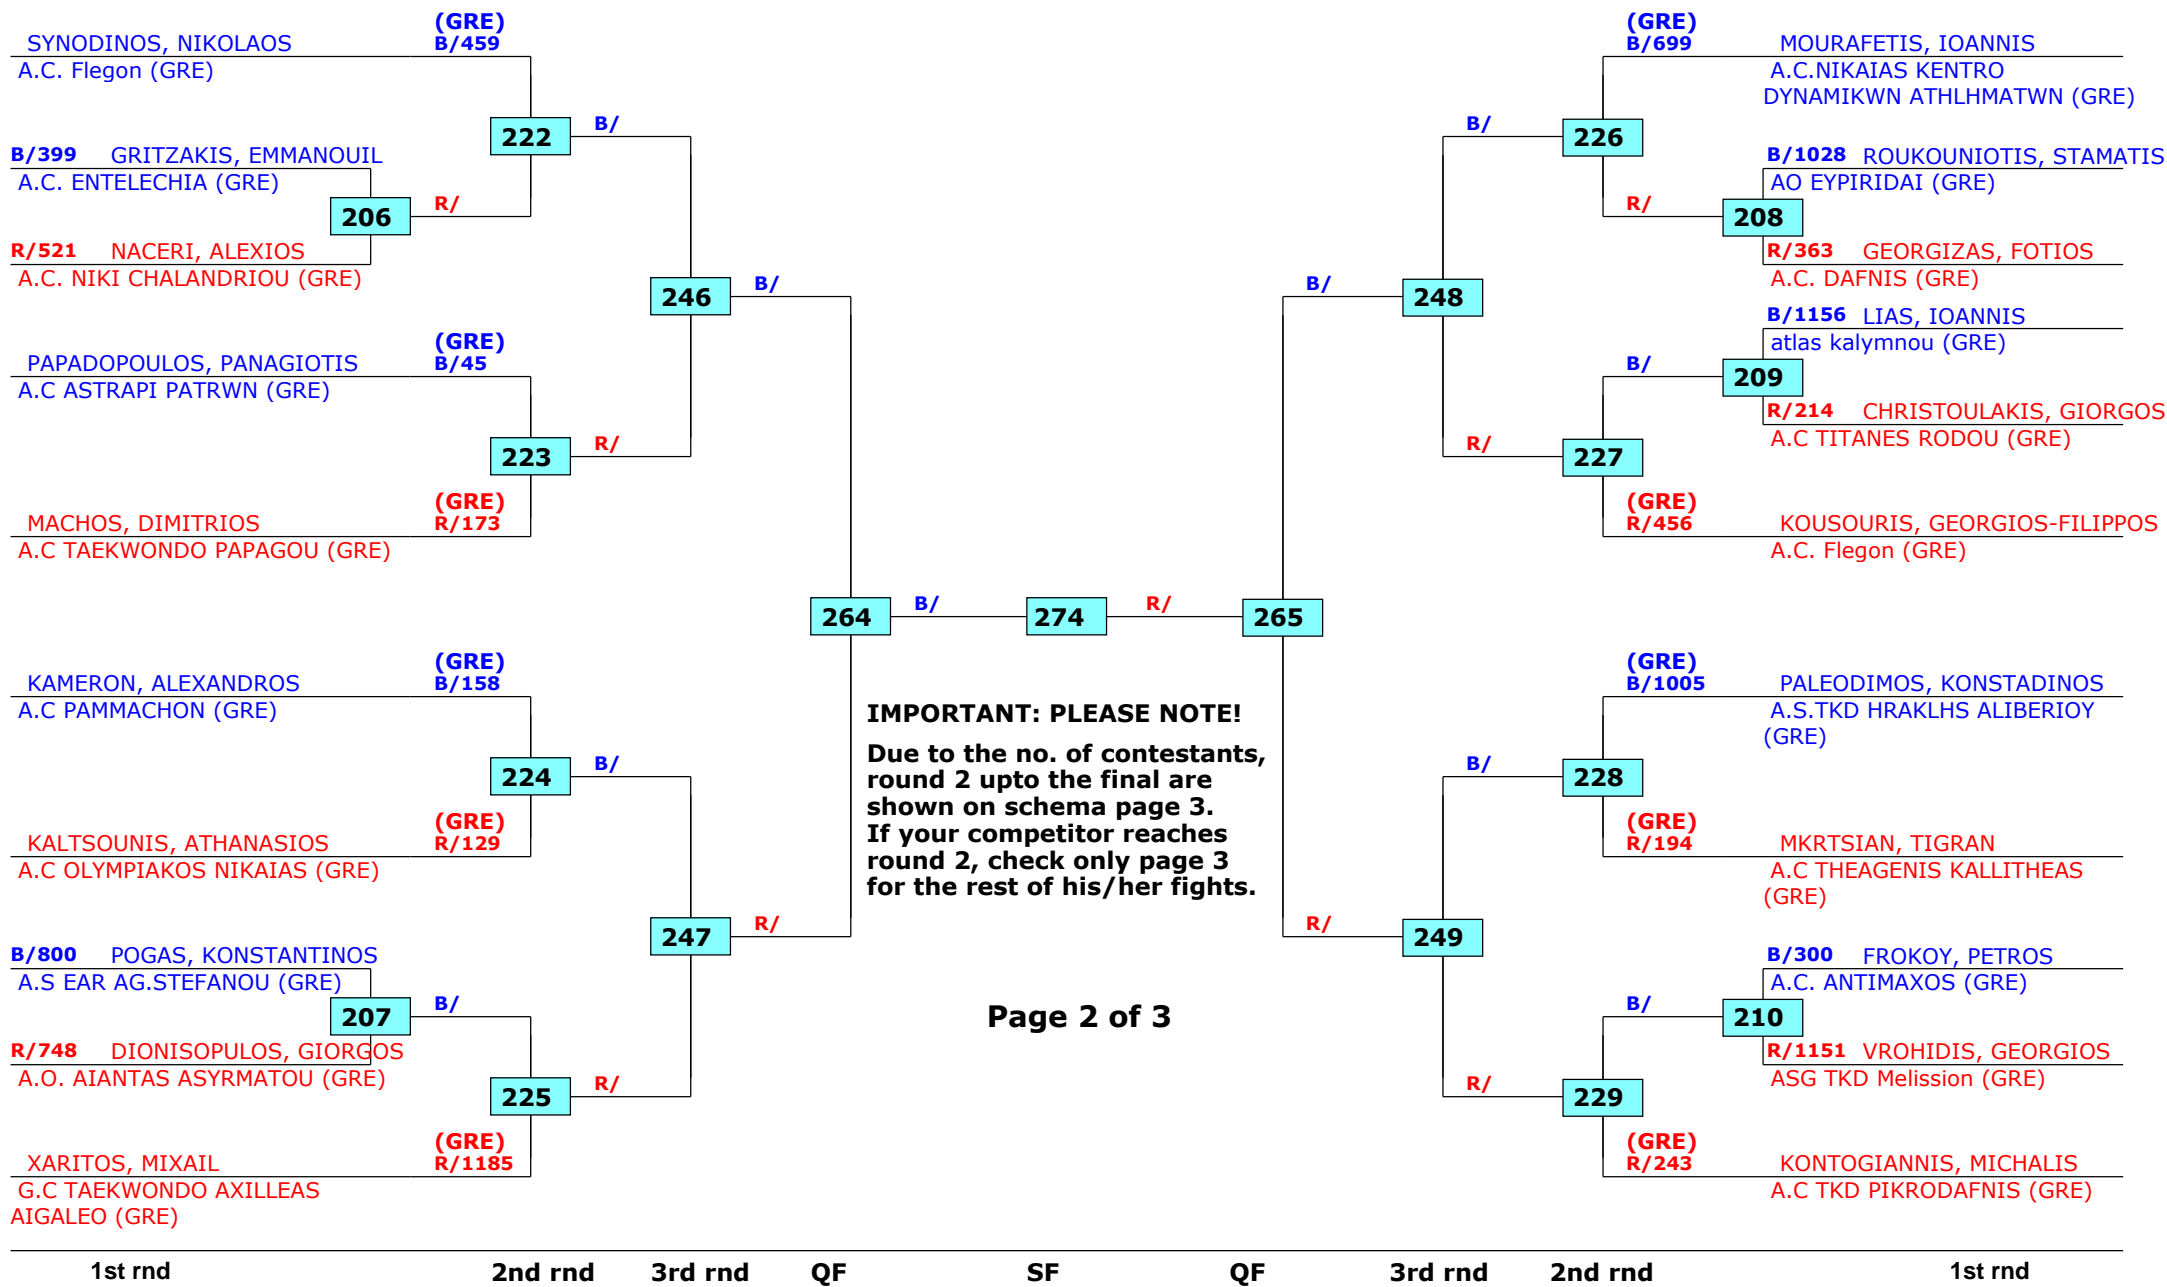 (GRE)
SYNODINOS, NIKOLAOS B/459
A.C. Flegon (GRE)
222
B/
B/399 GRITZAKIS, EMMANOUIL
A.C. ENTELECHIA (GRE)
206
R/
R/521 NACERI, ALEXIOS
A.C. NIKI CHALANDRIOU (GRE)
246
B/
(GRE)
PAPADOPOULOS, PANAGIOTIS B/45
A.C ASTRAPI PATRWN (GRE)
223
R/
(GRE)
MACHOS, DIMITRIOS R/173
A.C TAEKWONDO PAPAGOU (GRE)
264
B/
274
R/
265
(GRE)
KAMERON, ALEXANDROS B/158
A.C PAMMACHON (GRE)
224
B/
(GRE)
KALTSOUNIS, ATHANASIOS R/129
A.C OLYMPIAKOS NIKAIAS (GRE)
247
R/
B/800 POGAS, KONSTANTINOS
A.S EAR AG.STEFANOU (GRE)
207
B/
R/748 DIONISOPULOS, GIORGOS
A.O. AIANTAS ASYRMATOU (GRE)
225
R/
(GRE)
XARITOS, MIXAIL R/1185
G.C TAEKWONDO AXILLEAS
AIGALEO (GRE)
IMPORTANT: PLEASE NOTE!
Due to the no. of contestants,
round 2 upto the final are
shown on schema page 3.
If your competitor reaches
round 2, check only page 3
for the rest of his/her fights.
Page 2 of 3
(GRE)
B/699 MOURAFETIS, IOANNIS
A.C.NIKAIAS KENTRO
DYNAMIKWN ATHLHMATWN (GRE)
B/
226
B/1028 ROUKOUNIOTIS, STAMATIS
AO EYPIRIDAI (GRE)
R/
208
R/363 GEORGIZAS, FOTIOS
A.C. DAFNIS (GRE)
B/
248
B/1156 LIAS, IOANNIS
atlas kalymnou (GRE)
B/
209
R/214 CHRISTOULAKIS, GIORGOS
A.C TITANES RODOU (GRE)
R/
227
(GRE)
R/456 KOUSOURIS, GEORGIOS-FILIPPOS
A.C. Flegon (GRE)
(GRE)
B/1005 PALEODIMOS, KONSTADINOS
A.S.TKD HRAKLHS ALIBERIOY
(GRE)
B/
228
(GRE)
R/194 MKRTSIAN, TIGRAN
A.C THEAGENIS KALLITHEAS
(GRE)
R/
249
B/300 FROKOY, PETROS
A.C. ANTIMAXOS (GRE)
B/
210
R/1151 VROHIDIS, GEORGIOS
ASG TKD Melission (GRE)
R/
229
(GRE)
R/243 KONTOGIANNIS, MICHALIS
A.C TKD PIKRODAFNIS (GRE)
1st rnd 2nd rnd 3rd rnd QF SF QF 3rd rnd 2nd rnd 1st rnd